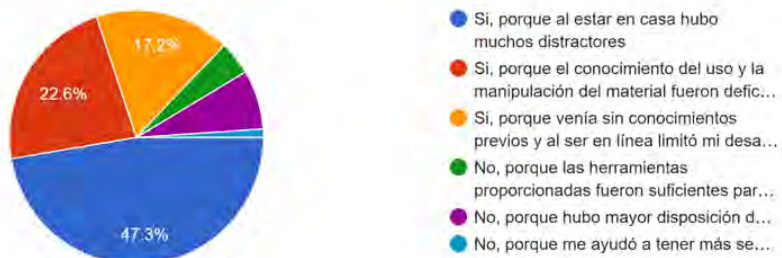 17.2%
22.6%
47.3%
Si, porque al estar en casa hubo
muchos distractores
Si, porque el conocimiento del uso y la
manipulación del material fueron defic...
Si, porque venía sin conocimientos
previos y al ser en línea limitó mi desa...
No, porque las herramientas
proporcionadas fueron suficientes par...
No, porque hubo mayor disposición d...
No, porque me ayudó a tener más se...